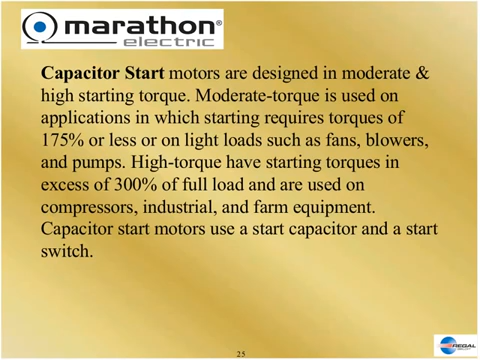 marathon®
electric
Capacitor Start motors are designed in moderate &
high starting torque. Moderate-torque is used on
applications in which starting requires torques of
175% or less or on light loads such as fans, blowers,
and pumps. High-torque have starting torques in
excess of 300% of full load and are used on
compressors, industrial, and farm equipment.
Capacitor start motors use a start capacitor and a start
switch.
25
REGAL